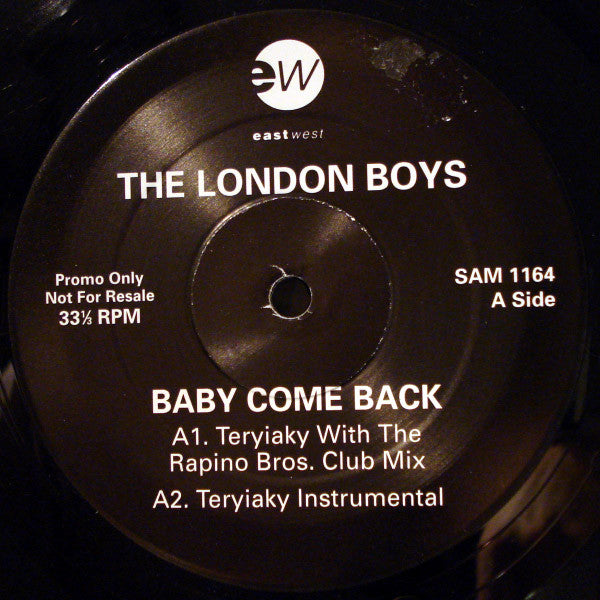 ew
eastwest
THE LONDON BOYS
Promo Only
Not For Resale
33⅓ RPM
SAM 1164
A Side
BABY COME BACK
A1. Teryiaky With The
Rapino Bros. Club Mix
A2. Teryiaky Instrumental